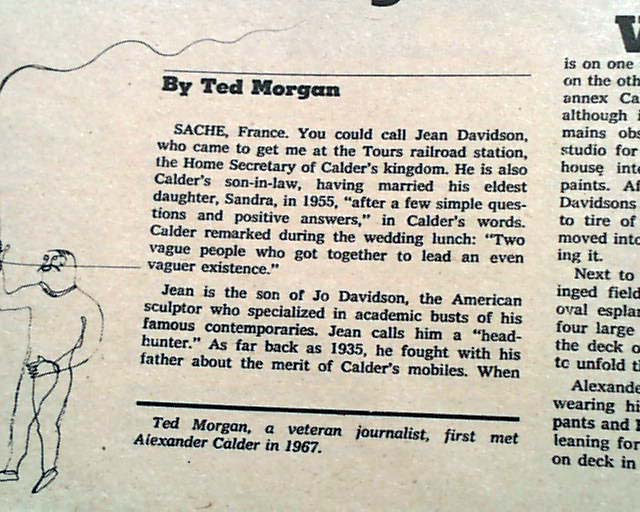 By Ted Morgan
SACHE, France. You could call Jean Davidson,
who came to get me at the Tours railroad station,
the Home Secretary of Calder's kingdom. He is also
Calder's son-in-law, having married his eldest
daughter, Sandra, in 1955, "after a few simple ques-
tions and positive answers," in Calder's words.
Calder remarked during the wedding lunch: "Two
vague people who got together to lead an even
vaguer existence."
Jean is the son of Jo Davidson, the American
sculptor who specialized in academic busts of his
famous contemporaries. Jean calls him a "head-
hunter." As far back as 1935, he fought with his
father about the merit of Calder's mobiles. When
Ted Morgan, a veteran journalist, first met
Alexander Calder in 1967.
is on one
on the oth
annex Ca
although i
mains obs
studio for
house inte
paints. Af
Davidsons
to tire of
moved into
ing it.
Next to
inged field
oval esplan
four large
the deck o
to unfold th
Alexande
wearing hi
pants and
leaning for
on deck in